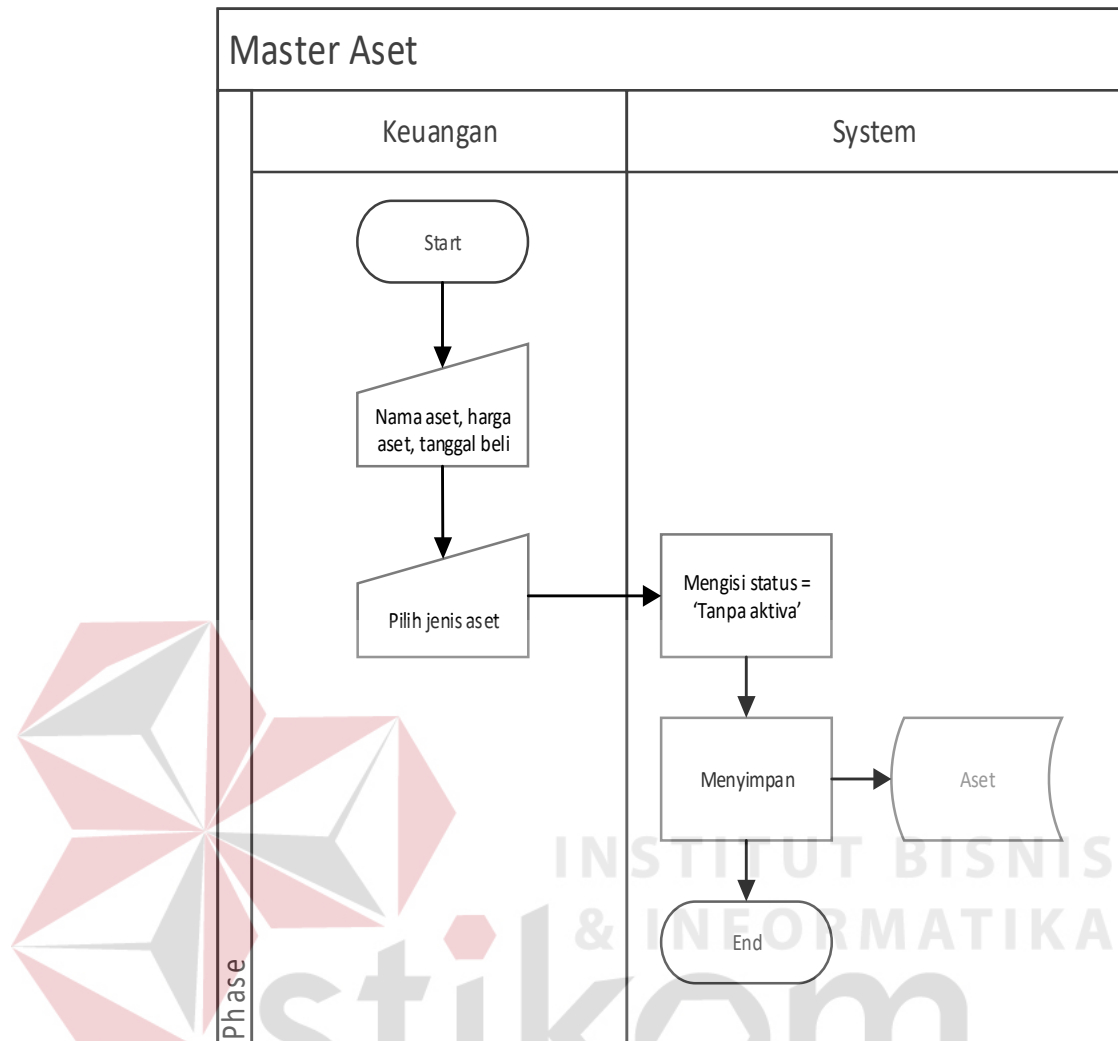 Master Aset
Keuangan
System
Start
Nama aset, harga
aset, tanggal beli
Pilih jenis aset
Mengisi status =
‘Tanpa aktiva’
Menyimpan
Aset
End
Phase
INSTITUT BISNIS
& INFORMATIKA
stikom